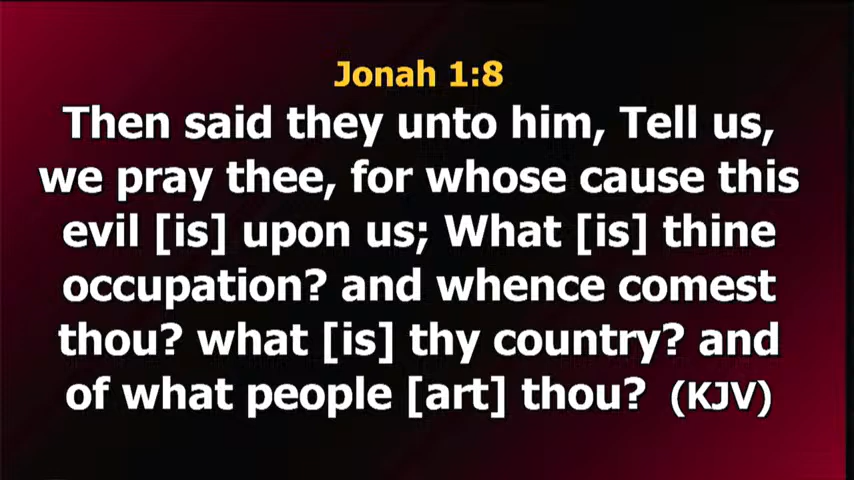 Jonah 1:8
Then said they unto him, Tell us,
we pray thee, for whose cause this
evil [is] upon us; What [is] thine
occupation? and whence comest
thou? what [is] thy country? and
of what people [art] thou? (KJV)